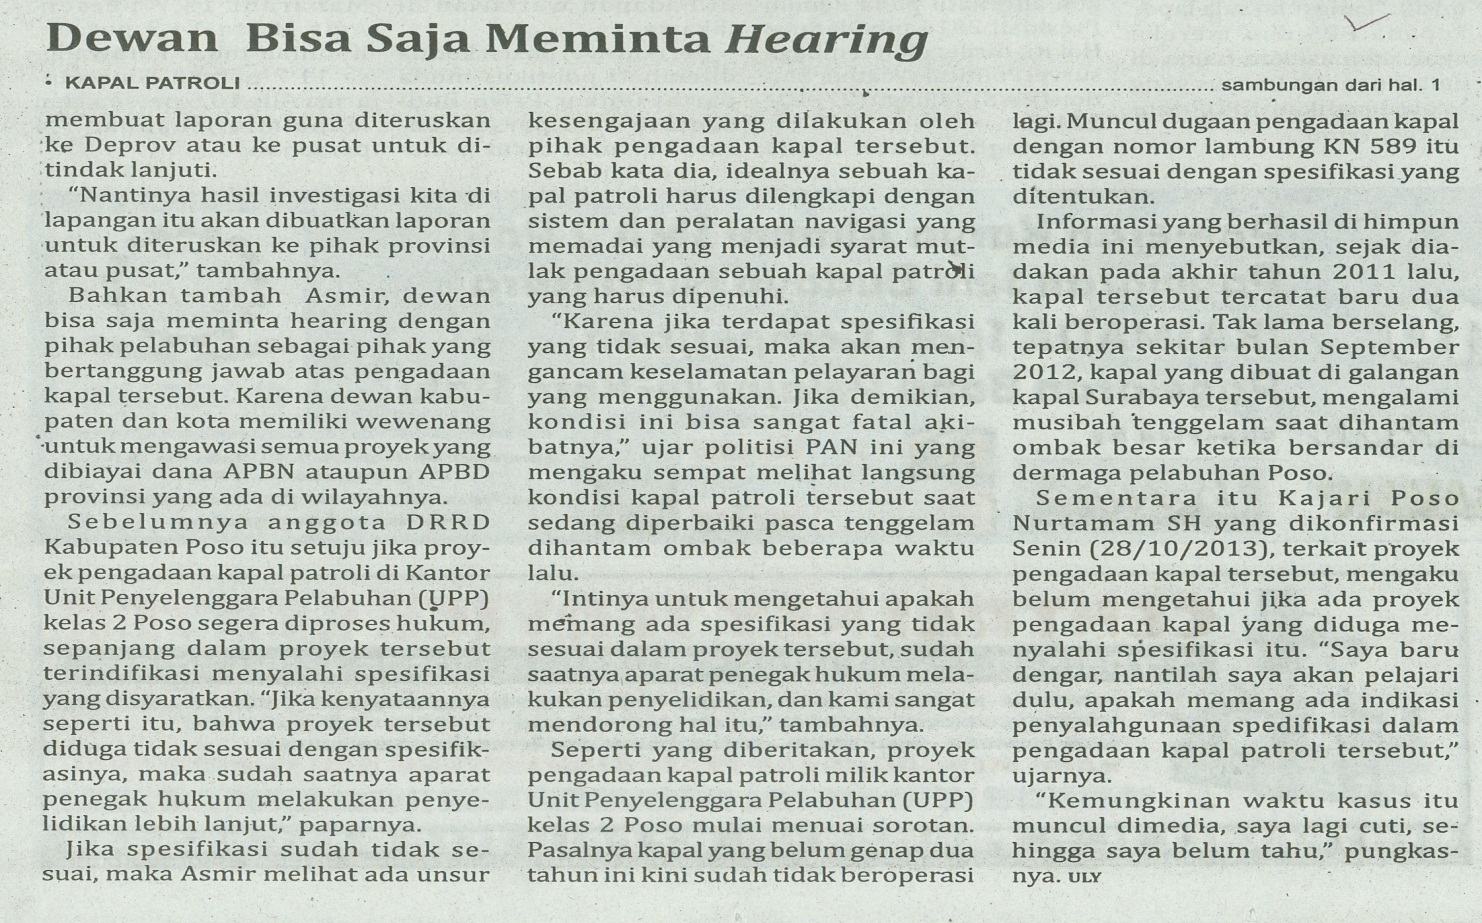 Dewan Bisa Saja Meminta Hearing
KAPAL PATROLI ........ sambungan dari hal. 1
membuat laporan guna diteruskan
ke Deprov atau ke pusat untuk di-
tindak lanjuti.
“Nantinya hasil investigasi kita di
lapangan itu akan dibuatkan laporan
untuk diteruskan ke pihak provinsi
atau pusat,” tambahnya.
Bahkan tambah Asmir, dewan
bisa saja meminta hearing dengan
pihak pelabuhan sebagai pihak yang
bertanggung jawab atas pengadaan
kapal tersebut. Karena dewan kabu-
paten dan kota memiliki wewenang
untuk mengawasi semua proyek yang
dibiayai dana APBN ataupun APBD
provinsi yang ada di wilayahnya.
Sebelumnya anggota DRRD
Kabupaten Poso itu setuju jika proy-
ek pengadaan kapal patroli di Kantor
Unit Penyelenggara Pelabuhan (UPP)
kelas 2 Poso segera diproses hukum,
sepanjang dalam proyek tersebut
terindifikasi menyalahi spesifikasi
yang disyaratkan. “Jika kenyataannya
seperti itu, bahwa proyek tersebut
diduga tidak sesuai dengan spesifik-
asinya, maka sudah saatnya aparat
penegak hukum melakukan penye-
lidikan lebih lanjut,” paparnya.
Jika spesifikasi sudah tidak se-
suai, maka Asmir melihat ada unsur
kesengajaan yang dilakukan oleh
pihak pengadaan kapal tersebut.
Sebab kata dia, idealnya sebuah ka-
pal patroli harus dilengkapi dengan
sistem dan peralatan navigasi yang
memadai yang menjadi syarat mut-
lak pengadaan sebuah kapal patroli
yang harus dipenuhi.
“Karena jika terdapat spesifikasi
yang tidak sesuai, maka akan men-
gancam keselamatan pelayaran bagi
yang menggunakan. Jika demikian,
kondisi ini bisa sangat fatal aki-
batnya,” ujar politisi PAN ini yang
mengaku sempat melihat langsung
kondisi kapal patroli tersebut saat
sedang diperbaiki pasca tenggelam
dihantam ombak beberapa waktu
lalu.
“Intinya untuk mengetahui apakah
memang ada spesifikasi yang tidak
sesuai dalam proyek tersebut, sudah
saatnya aparat penegak hukum mela-
kukan penyelidikan, dan kami sangat
mendorong hal itu,” tambahnya.
Seperti yang diberitakan, proyek
pengadaan kapal patroli milik kantor
Unit Penyelenggara Pelabuhan (UPP)
kelas 2 Poso mulai menuai sorotan.
Pasalnya kapal yang belum genap dua
tahun ini kini sudah tidak beroperasi
lagi. Muncul dugaan pengadaan kapal
dengan nomor lambung KN 589 itu
tidak sesuai dengan spesifikasi yang
ditentukan.
Informasi yang berhasil di himpun
media ini menyebutkan, sejak dia-
dakan pada akhir tahun 2011 lalu,
kapal tersebut tercatat baru dua
kali beroperasi. Tak lama berselang,
tepatnya sekitar bulan September
2012, kapal yang dibuat di galangan
kapal Surabaya tersebut, mengalami
musibah tenggelam saat dihantam
ombak besar ketika bersandar di
dermaga pelabuhan Poso.
Sementara itu Kajari Poso
Nurtamam SH yang dikonfirmasi
Senin (28/10/2013), terkait proyek
pengadaan kapal tersebut, mengaku
belum mengetahui jika ada proyek
pengadaan kapal yang diduga me-
nyalahi spesifikasi itu. “Saya baru
dengar, nantilah saya akan pelajari
dulu, apakah memang ada indikasi
penyalahgunaan spedifikasi dalam
pengadaan kapal patroli tersebut,”
ujarnya.
“Kemungkinan waktu kasus itu
muncul dimedia, saya lagi cuti, se-
hingga saya belum tahu,” pungkas-
nya. ULY